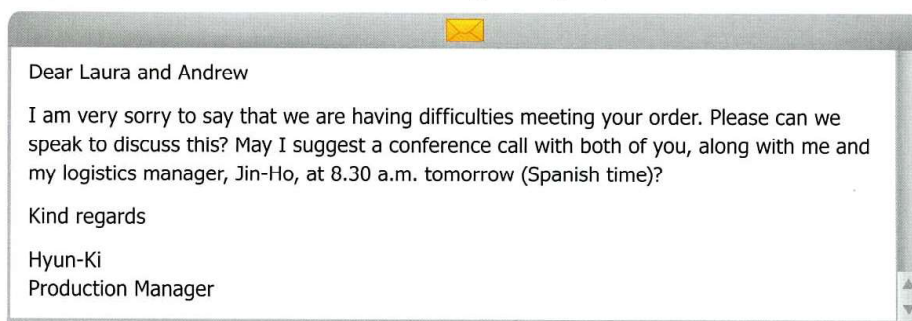 Dear Laura and Andrew
I am very sorry to say that we are having difficulties meeting your order. Please can we
speak to discuss this? May I suggest a conference call with both of you, along with me and
my logistics manager, Jin-Ho, at 8.30 a.m. tomorrow (Spanish time)?
Kind regards
Hyun-Ki
Production Manager